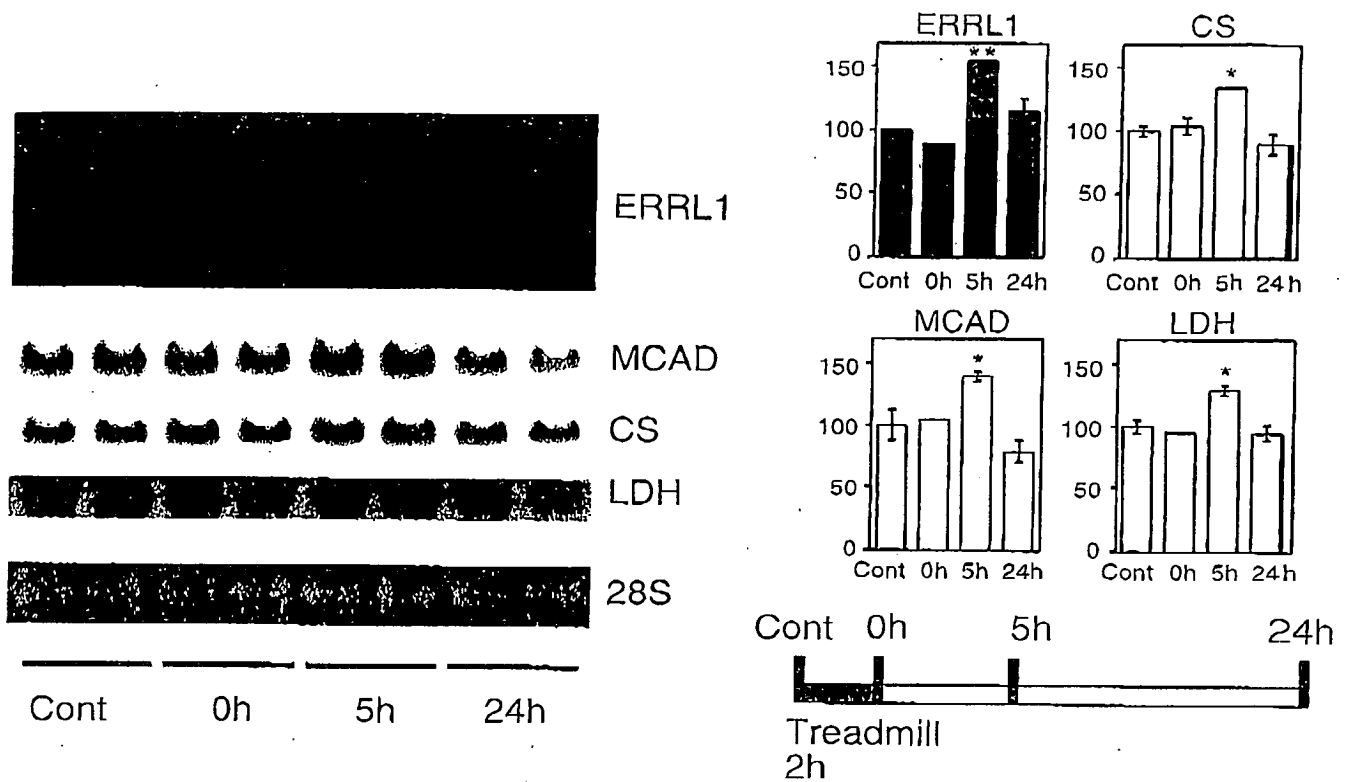 ERRL1
MCAD
CS
LDH
28S
Cont 0h 5h 24h
ERRL1
**
150
100
50
0
Cont 0h 5h 24h
CS
*
150
100
50
0
Cont 0h 5h 24h
MCAD
*
150
100
50
0
Cont 0h 5h 24h
LDH
*
150
100
50
0
Cont 0h 5h 24h
Cont 0h 5h 24h
Treadmill
2h